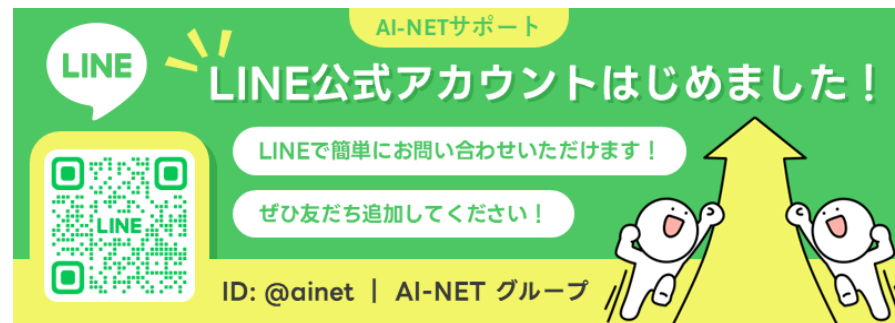 AI-NETサポート
LINE
LINE公式アカウントはじめました！
LINEで簡単にお問い合わせいただけます！
ぜひ友だち追加してください！
LINE
ID: @ainet ｜ AI-NET グループ